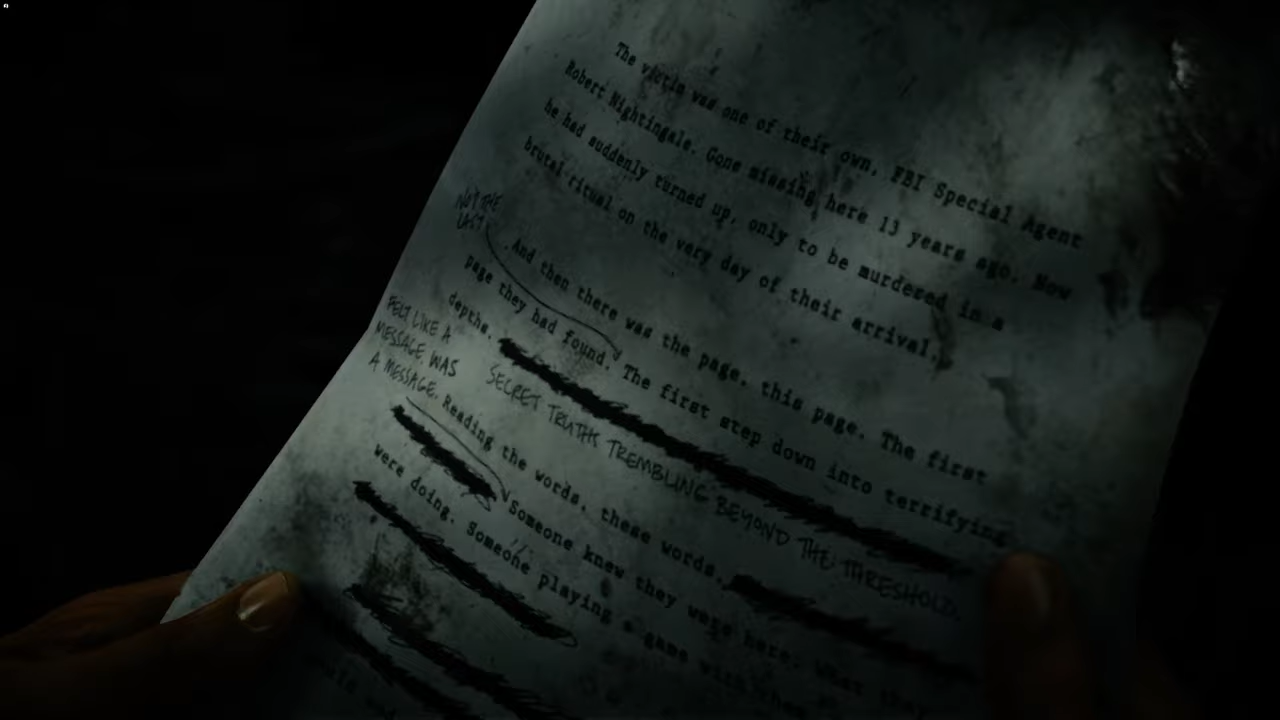 The victim was one of their own, FBI Special Agent
Robert Nightingale. Gone missing here 13 years ago. Now
he had suddenly turned up, only to be murdered in a
brutal ritual on the very day of their arrival.
NOT THE
LAST
And then there was the page, this page. The first
page they had found. The first step down into terrifying
depths.
SECRET TRUTHS TREMBLING BEYOND THE THRESHOLD.
FELT LIKE A
MESSAGE. WAS
A MESSAGE.
Reading the words, these words,
Someone knew they were here, what they
were doing. Someone playing a game with them